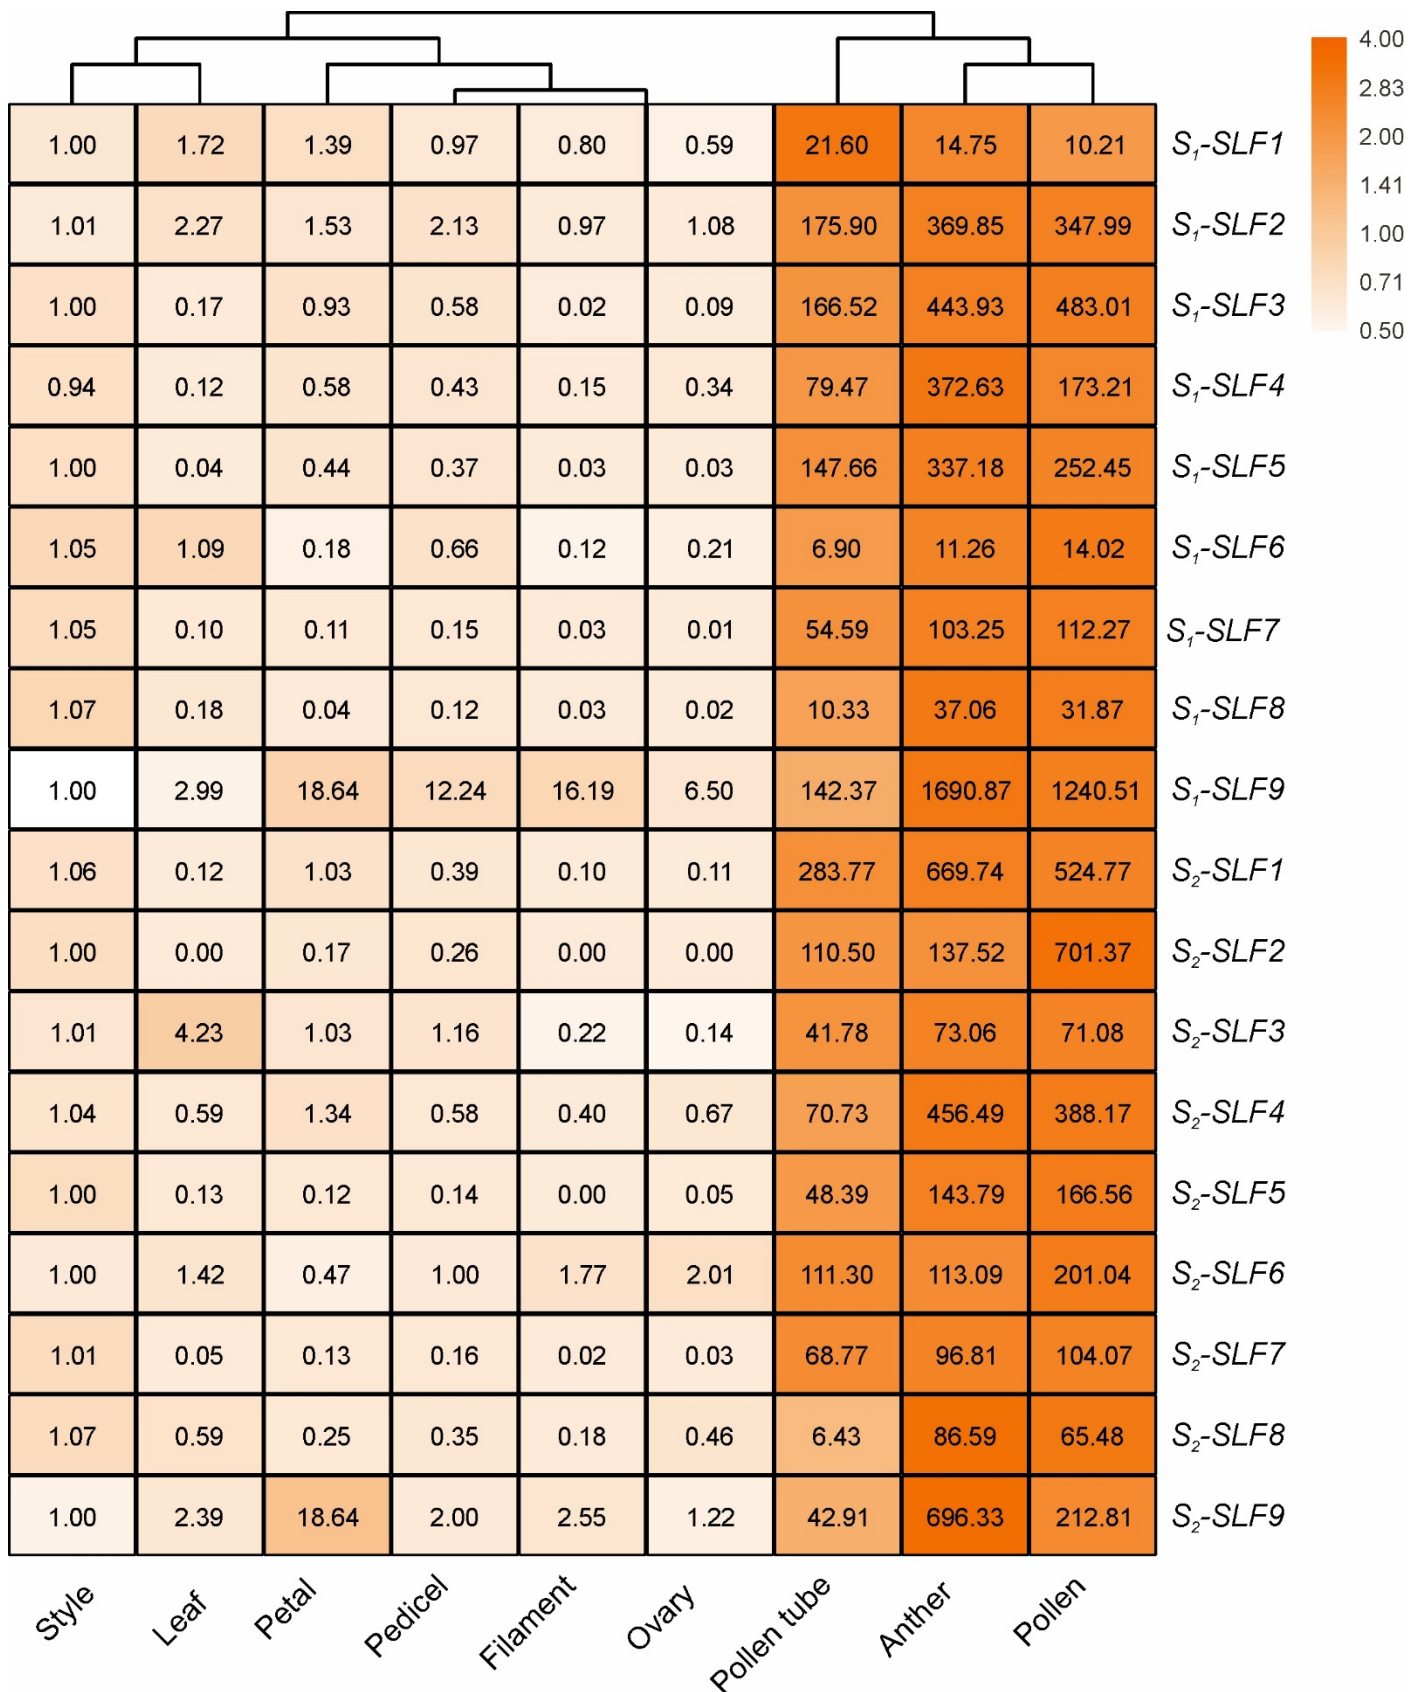 4.00
2.83
2.00
1.41
1.00
0.71
0.50
1.00 1.72 1.39 0.97 0.80 0.59 21.60 14.75 10.21 S1-SLF1
1.01 2.27 1.53 2.13 0.97 1.08 175.90 369.85 347.99 S1-SLF2
1.00 0.17 0.93 0.58 0.02 0.09 166.52 443.93 483.01 S1-SLF3
0.94 0.12 0.58 0.43 0.15 0.34 79.47 372.63 173.21 S1-SLF4
1.00 0.04 0.44 0.37 0.03 0.03 147.66 337.18 252.45 S1-SLF5
1.05 1.09 0.18 0.66 0.12 0.21 6.90 11.26 14.02 S1-SLF6
1.05 0.10 0.11 0.15 0.03 0.01 54.59 103.25 112.27 S1-SLF7
1.07 0.18 0.04 0.12 0.03 0.02 10.33 37.06 31.87 S1-SLF8
1.00 2.99 18.64 12.24 16.19 6.50 142.37 1690.87 1240.51 S1-SLF9
1.06 0.12 1.03 0.39 0.10 0.11 283.77 669.74 524.77 S2-SLF1
1.00 0.00 0.17 0.26 0.00 0.00 110.50 137.52 701.37 S2-SLF2
1.01 4.23 1.03 1.16 0.22 0.14 41.78 73.06 71.08 S2-SLF3
1.04 0.59 1.34 0.58 0.40 0.67 70.73 456.49 388.17 S2-SLF4
1.00 0.13 0.12 0.14 0.00 0.05 48.39 143.79 166.56 S2-SLF5
1.00 1.42 0.47 1.00 1.77 2.01 111.30 113.09 201.04 S2-SLF6
1.01 0.05 0.13 0.16 0.02 0.03 68.77 96.81 104.07 S2-SLF7
1.07 0.59 0.25 0.35 0.18 0.46 6.43 86.59 65.48 S2-SLF8
1.00 2.39 18.64 2.00 2.55 1.22 42.91 696.33 212.81 S2-SLF9
Style Leaf Petal Pedicel Filament Ovary Pollen tube Anther Pollen